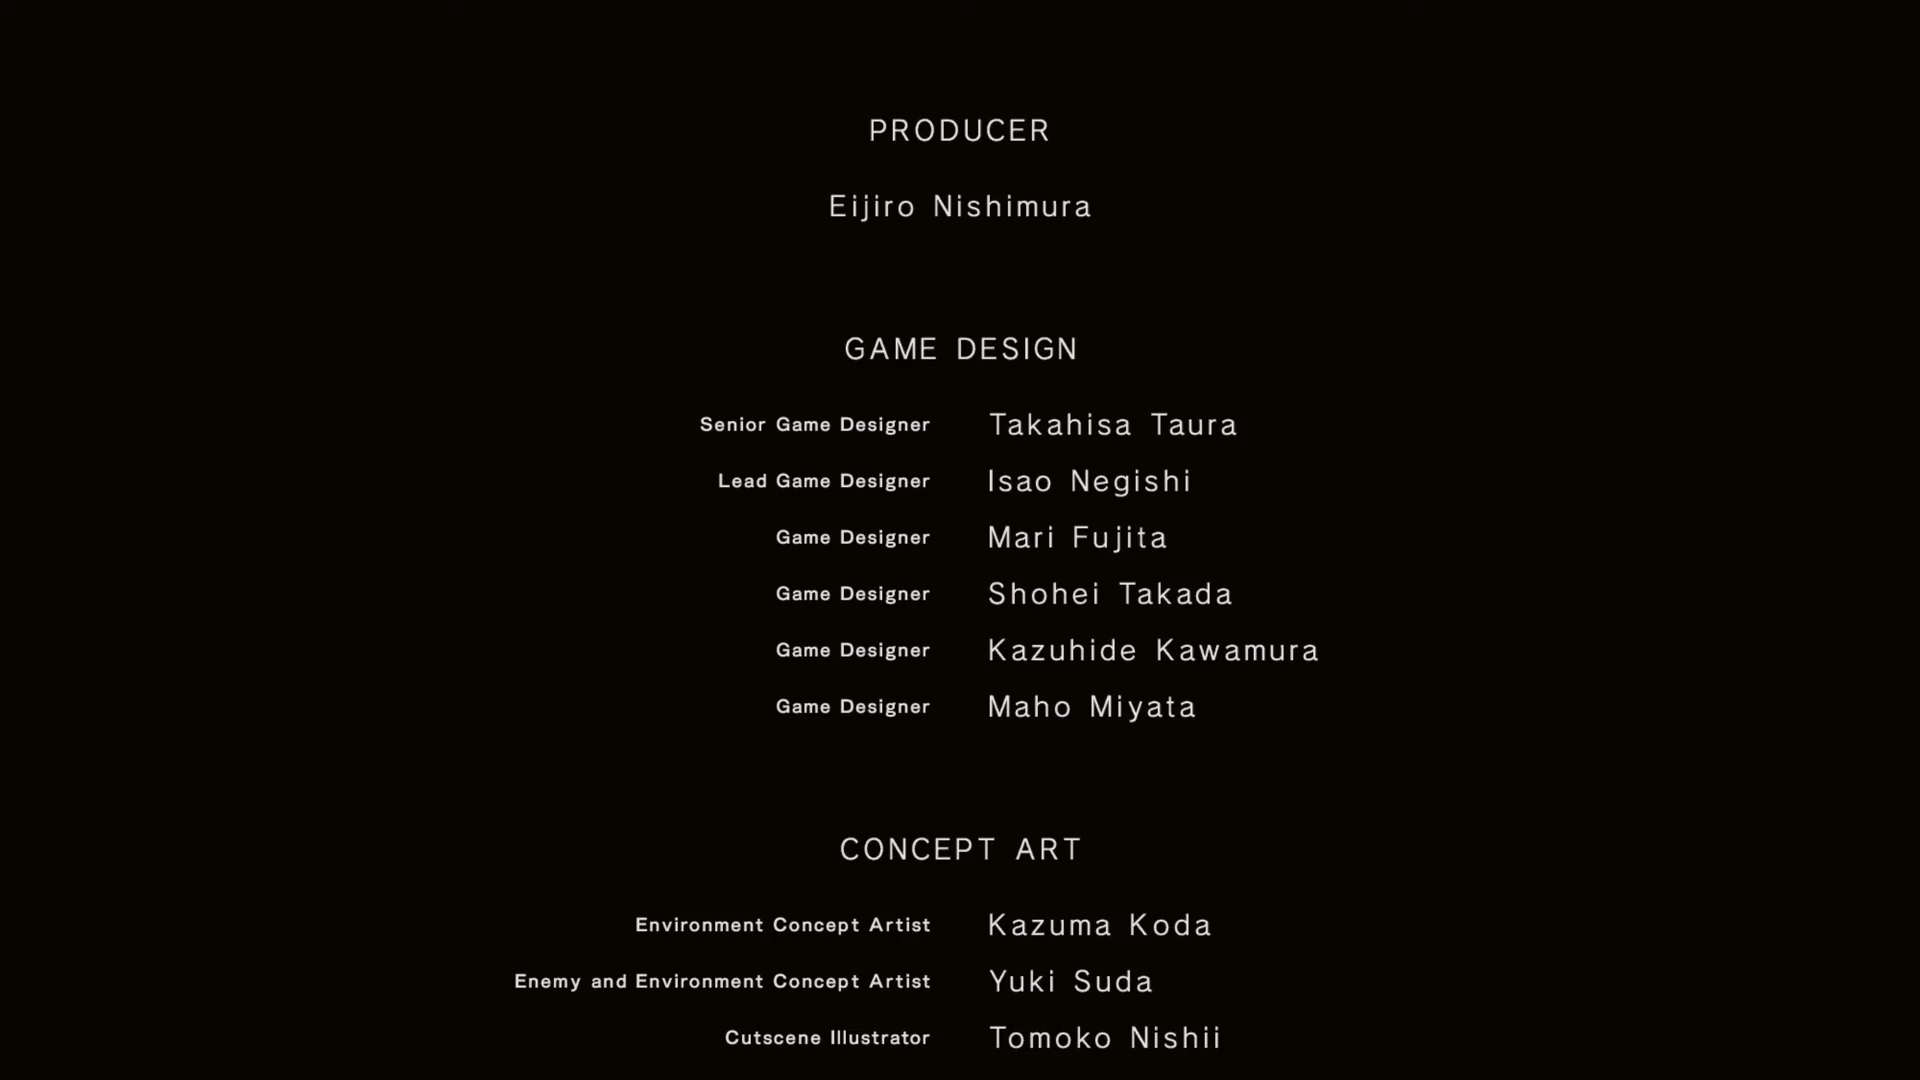 PRODUCER
Eijiro Nishimura
GAME DESIGN
Senior Game Designer Takahisa Taura
Lead Game Designer Isao Negishi
Game Designer Mari Fujita
Game Designer Shohei Takada
Game Designer Kazuhide Kawamura
Game Designer Maho Miyata
CONCEPT ART
Environment Concept Artist Kazuma Koda
Enemy and Environment Concept Artist Yuki Suda
Cutscene Illustrator Tomoko Nishii